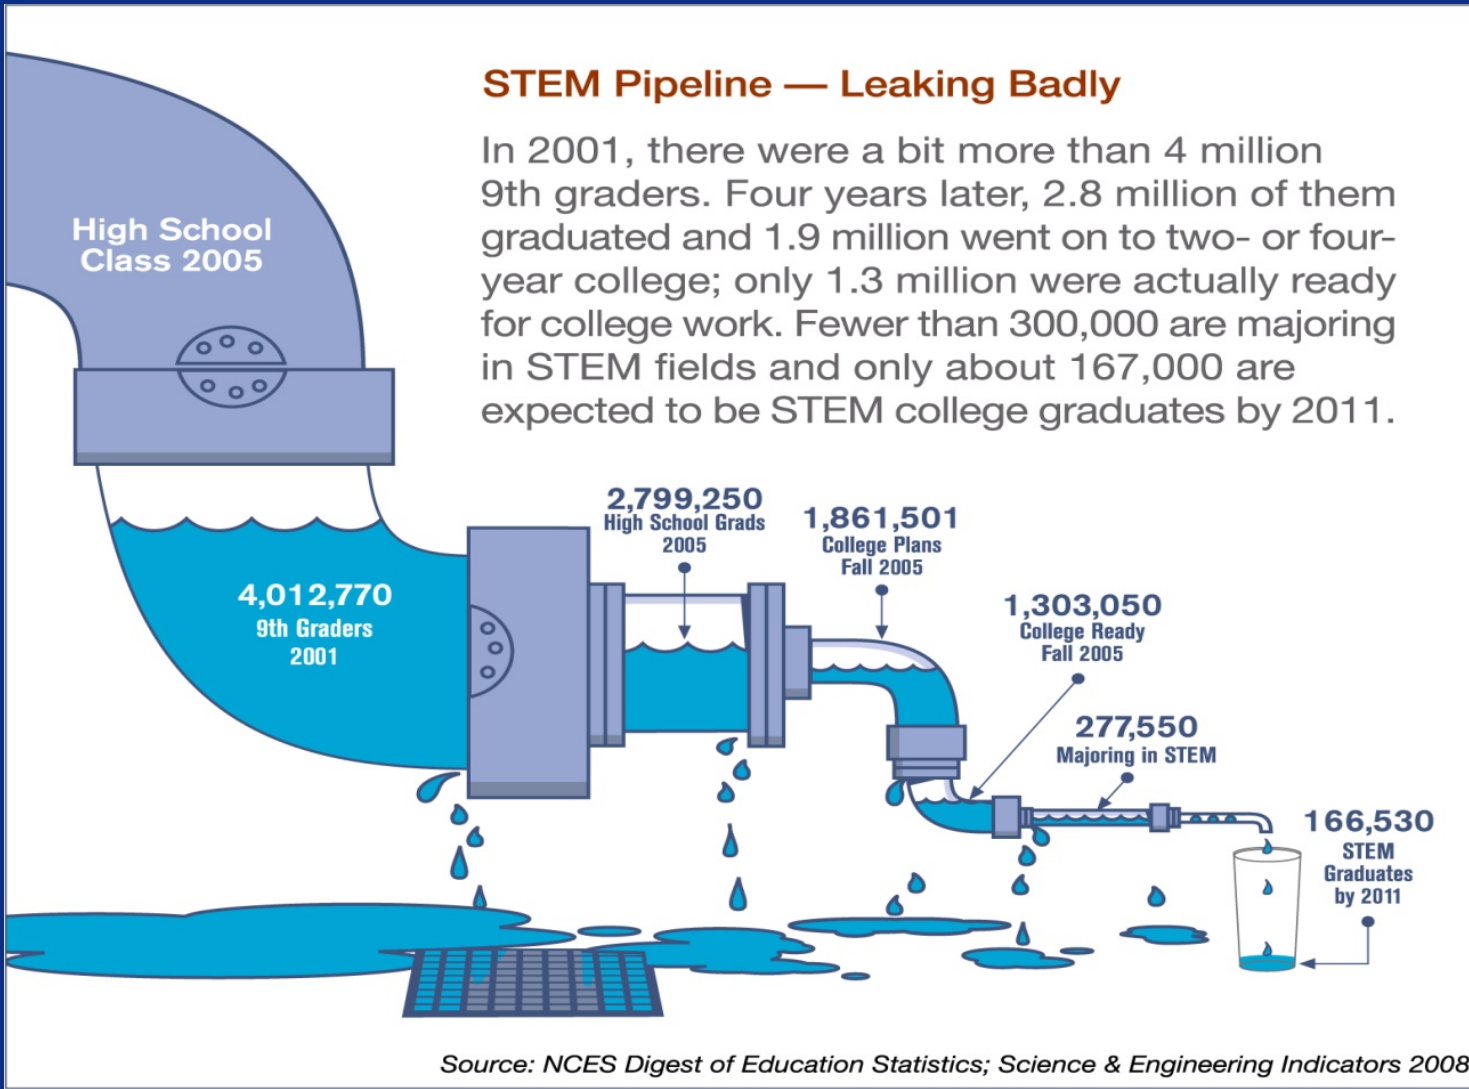 STEM Pipeline — Leaking Badly
In 2001, there were a bit more than 4 million
9th graders. Four years later, 2.8 million of them
graduated and 1.9 million went on to two- or four-
year college; only 1.3 million were actually ready
for college work. Fewer than 300,000 are majoring
in STEM fields and only about 167,000 are
expected to be STEM college graduates by 2011.
High School
Class 2005
4,012,770
9th Graders
2001
2,799,250
High School Grads
2005
1,861,501
College Plans
Fall 2005
1,303,050
College Ready
Fall 2005
277,550
Majoring in STEM
166,530
STEM
Graduates
by 2011
Source: NCES Digest of Education Statistics; Science & Engineering Indicators 2008